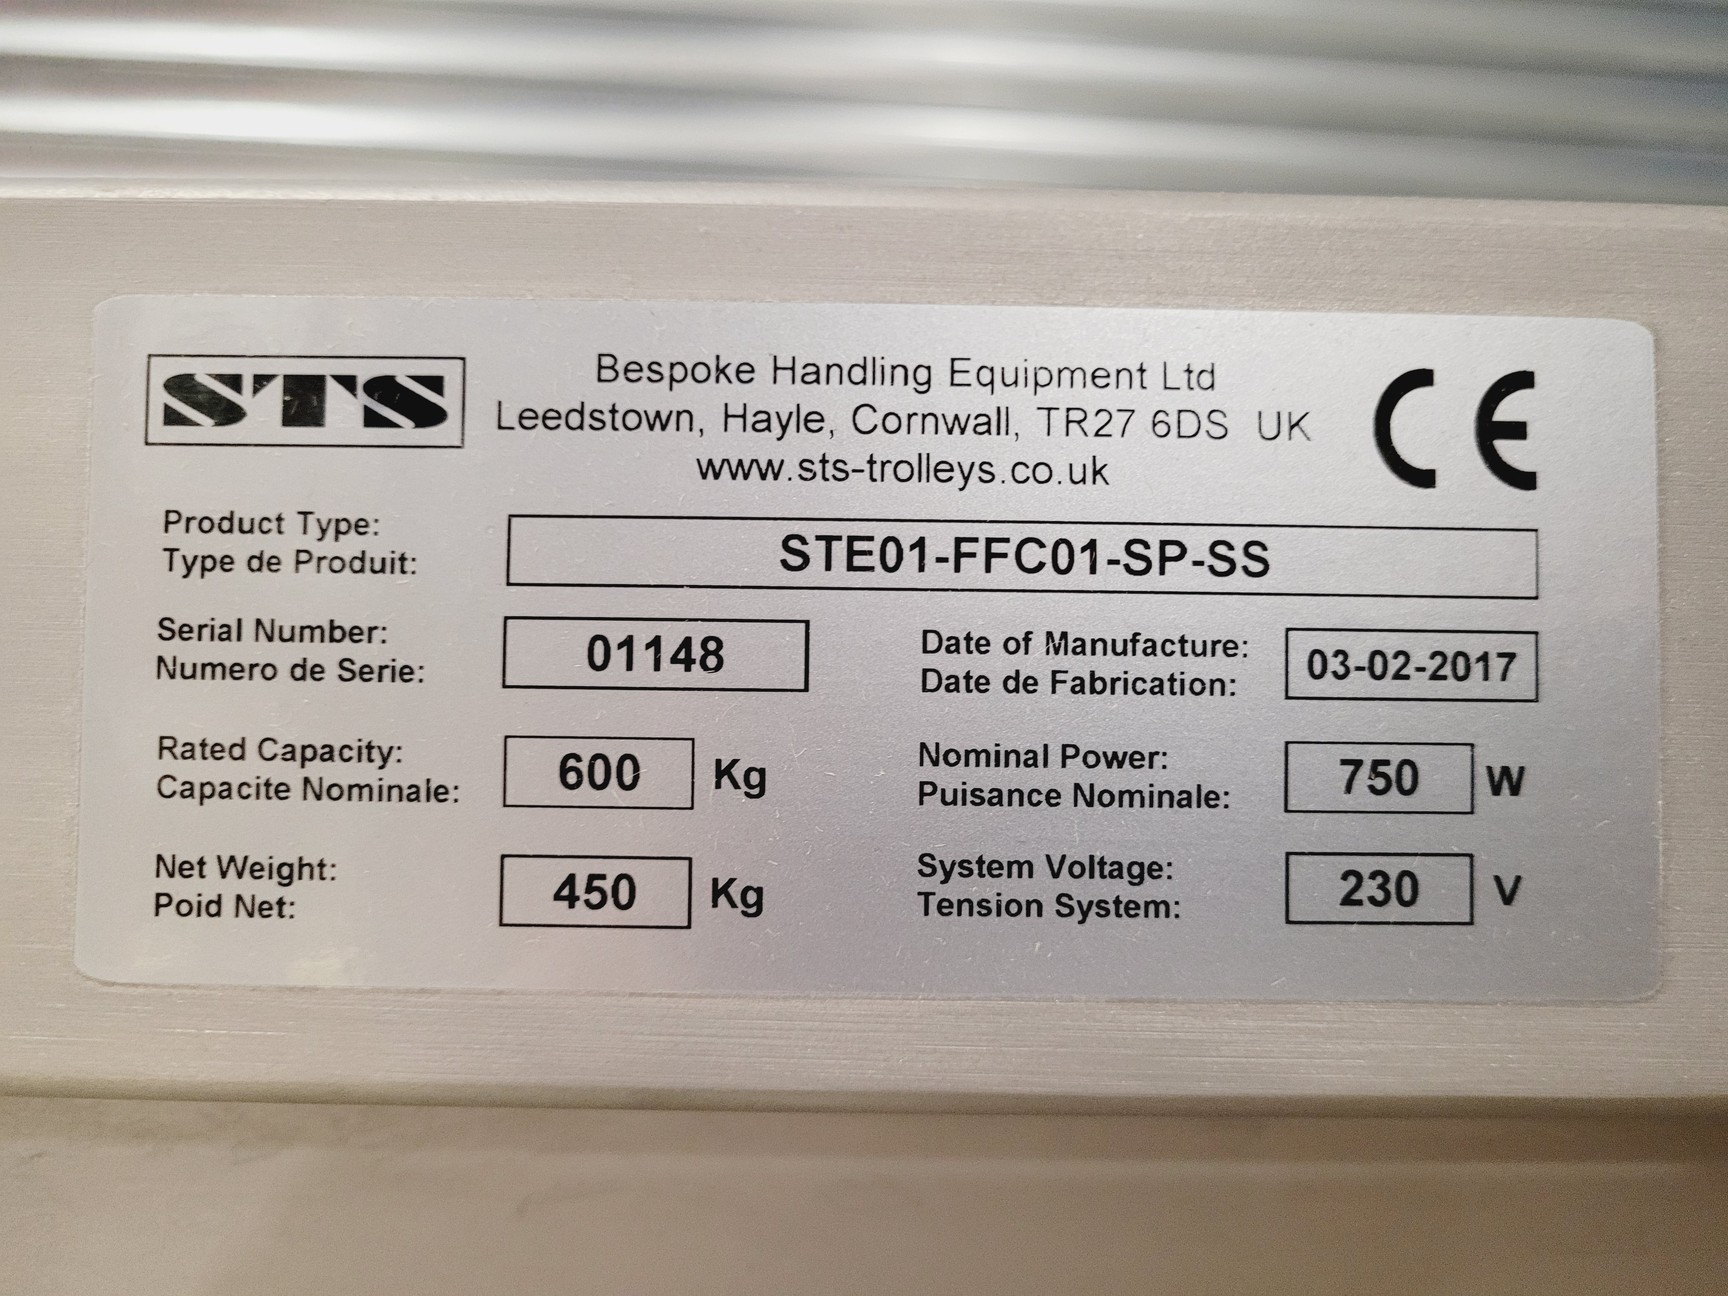 STS
Bespoke Handling Equipment Ltd
Leedstown, Hayle, Cornwall, TR27 6DS UK
www.sts-trolleys.co.uk
CE
Product Type:
Type de Produit:
STE01-FFC01-SP-SS
Serial Number:
Numero de Serie:
01148
Date of Manufacture:
Date de Fabrication:
03-02-2017
Rated Capacity:
Capacite Nominale:
600 Kg
Nominal Power:
Puisance Nominale:
750 W
Net Weight:
Poid Net:
450 Kg
System Voltage:
Tension System:
230 V